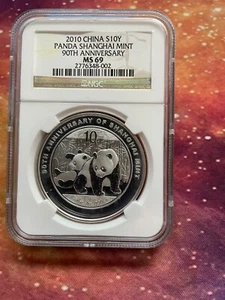 2010 CHINA S10Y
PANDA SHANGHAI MINT
90TH ANNIVERSARY
MS 69
2776348-002
NGC
10
90TH ANNIVERSARY OF SHANGHAI MINT